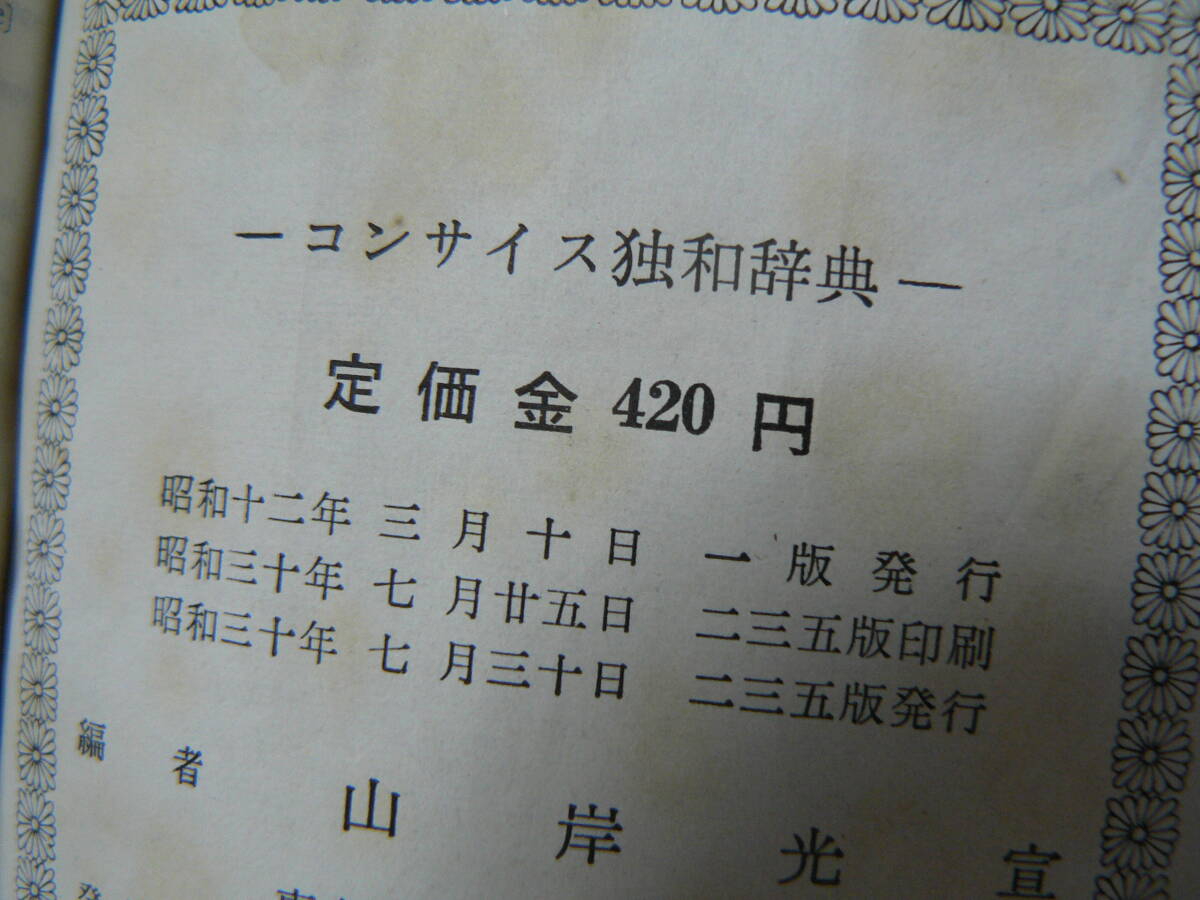 ―コンサイス独和辞典―
定価金420円
昭和十二年三月十日 一版発行
昭和三十年七月廿五日 二三五版印刷
昭和三十年七月三十日 二三五版発行
編者 山岸光宣